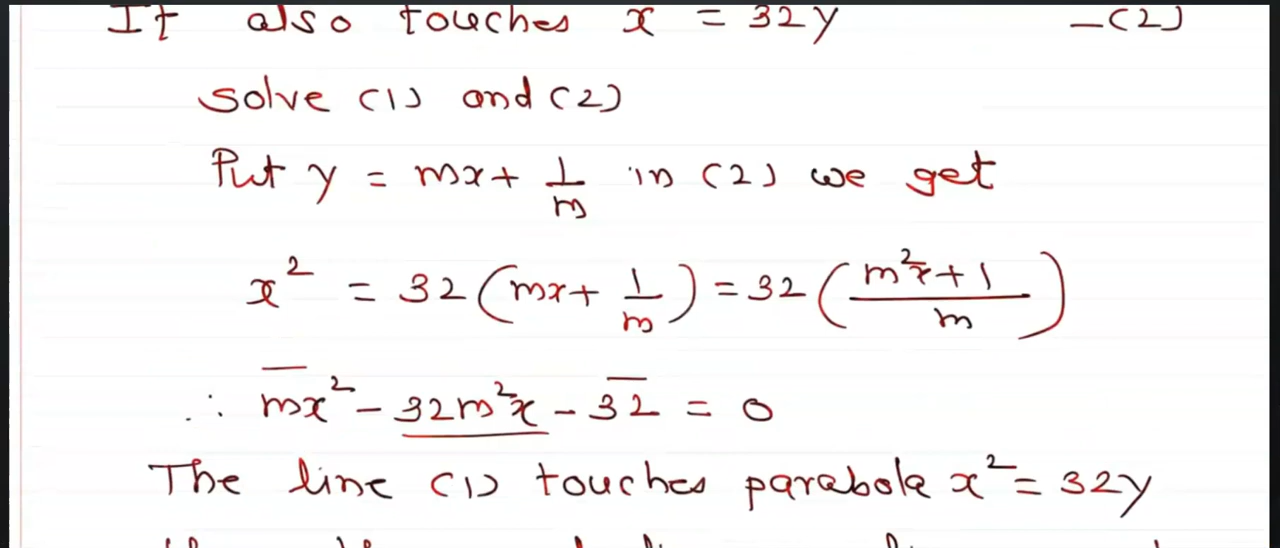 It also touches x = 32y —(2)
Solve (1) and (2)
Put y = mx + 1/m in (2) we get
x² = 32(mx + 1/m) = 32((m²x + 1)/m)
∴ mx² - 32m²x - 32 = 0
The line (1) touches parabola x² = 32y